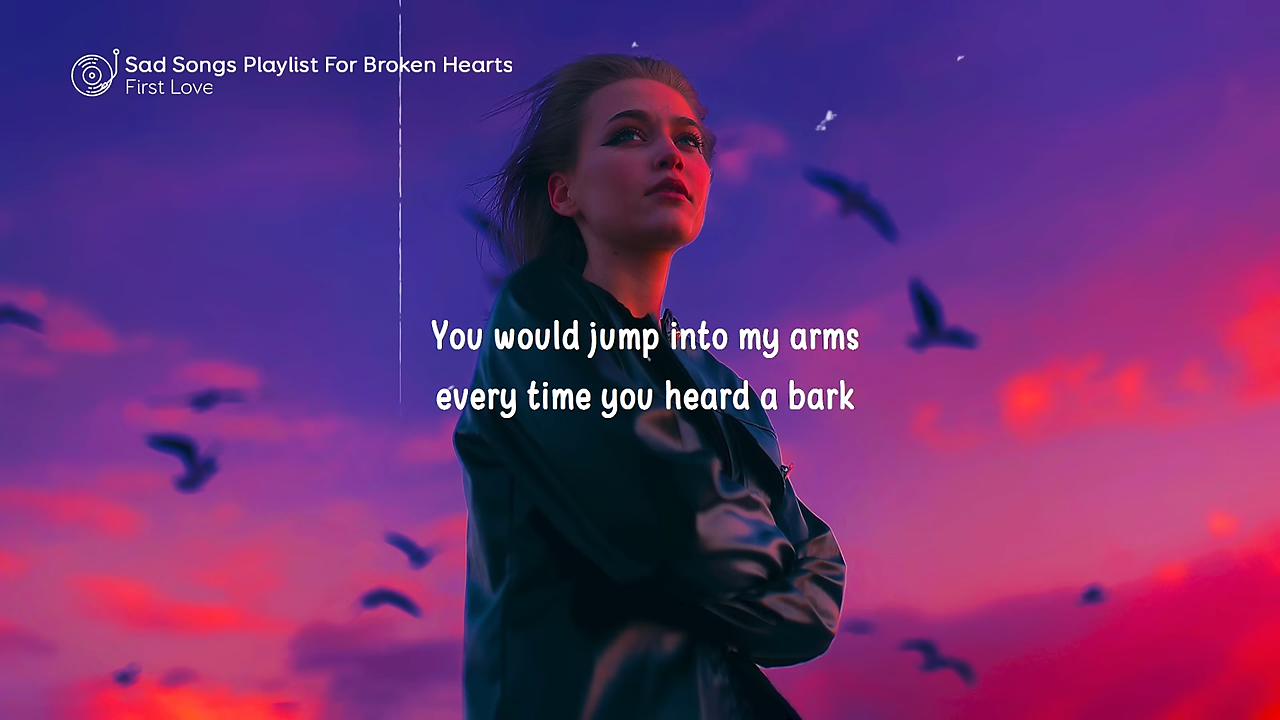 Sad Songs Playlist For Broken Hearts
First Love
You would jump into my arms
every time you heard a bark